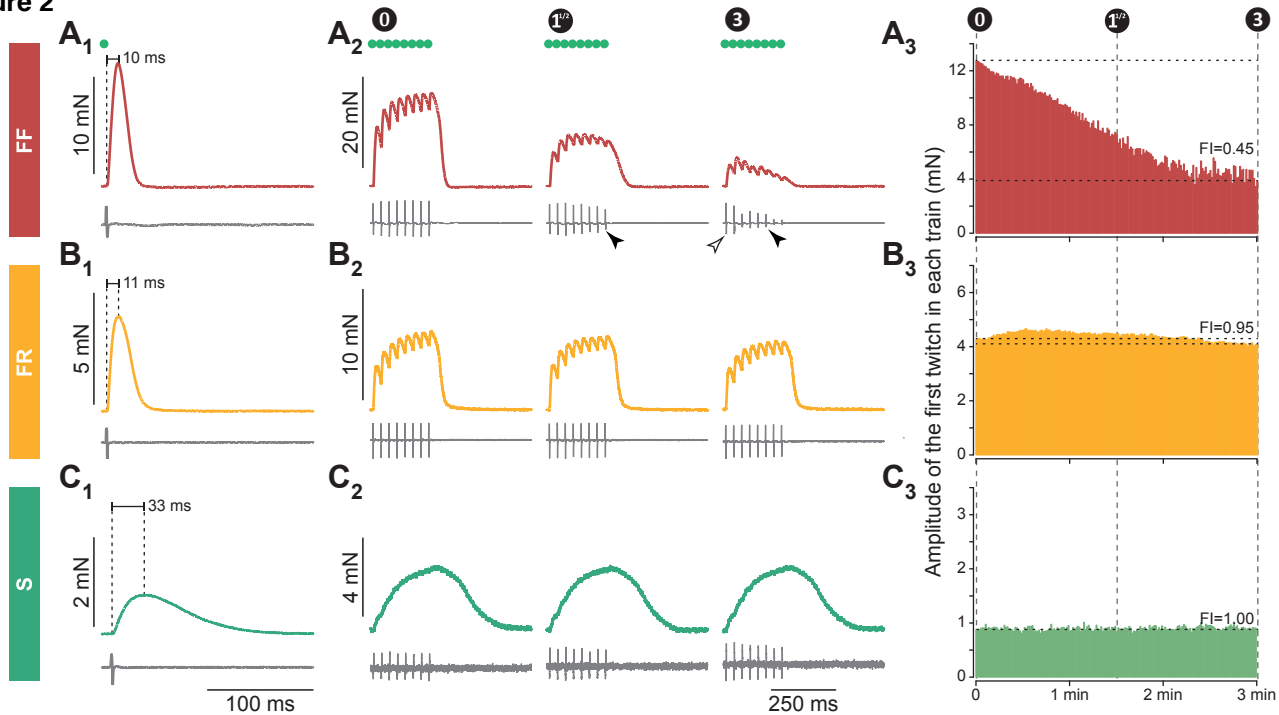 ure 2
A1
0
A2
1 1/2
3
A3
0
1 1/2
3
FF
10 mN
10 ms
20 mN
Amplitude of the first twitch in each train (mN)
12
8
4
0
FI=0.45
B1
B2
B3
FR
5 mN
11 ms
10 mN
6
4
2
0
FI=0.95
C1
C2
C3
S
2 mN
33 ms
4 mN
3
2
1
0
FI=1.00
100 ms
250 ms
0
1 min
2 min
3 min